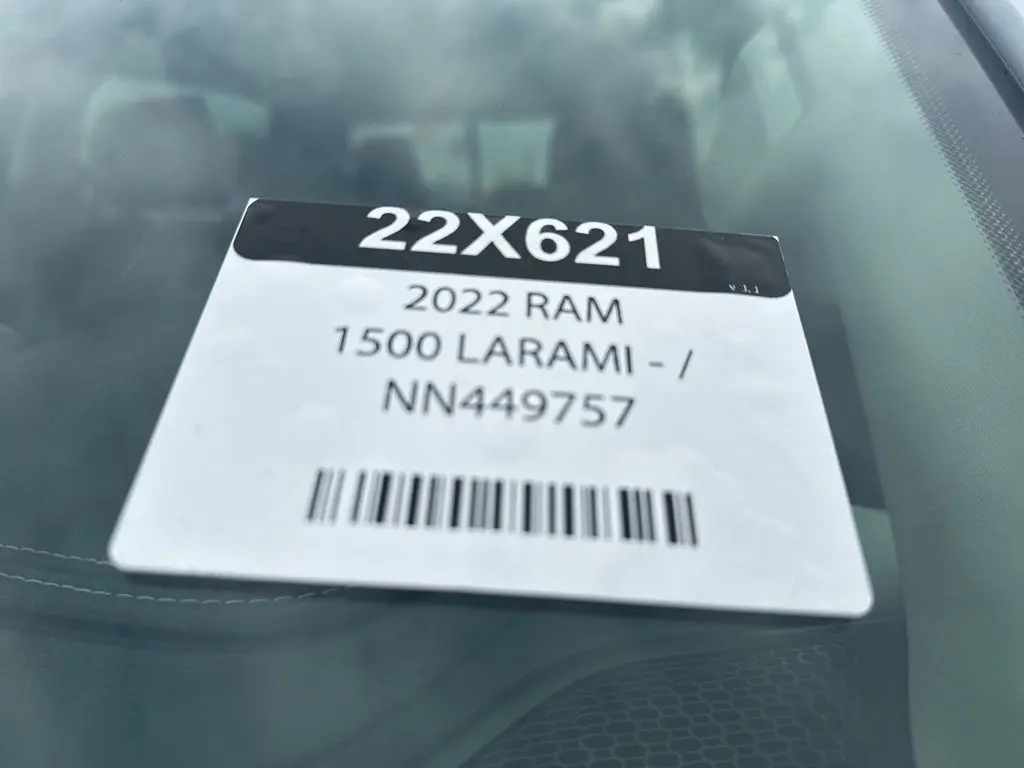 22X621
2022 RAM
1500 LARAMI - /
NN449757